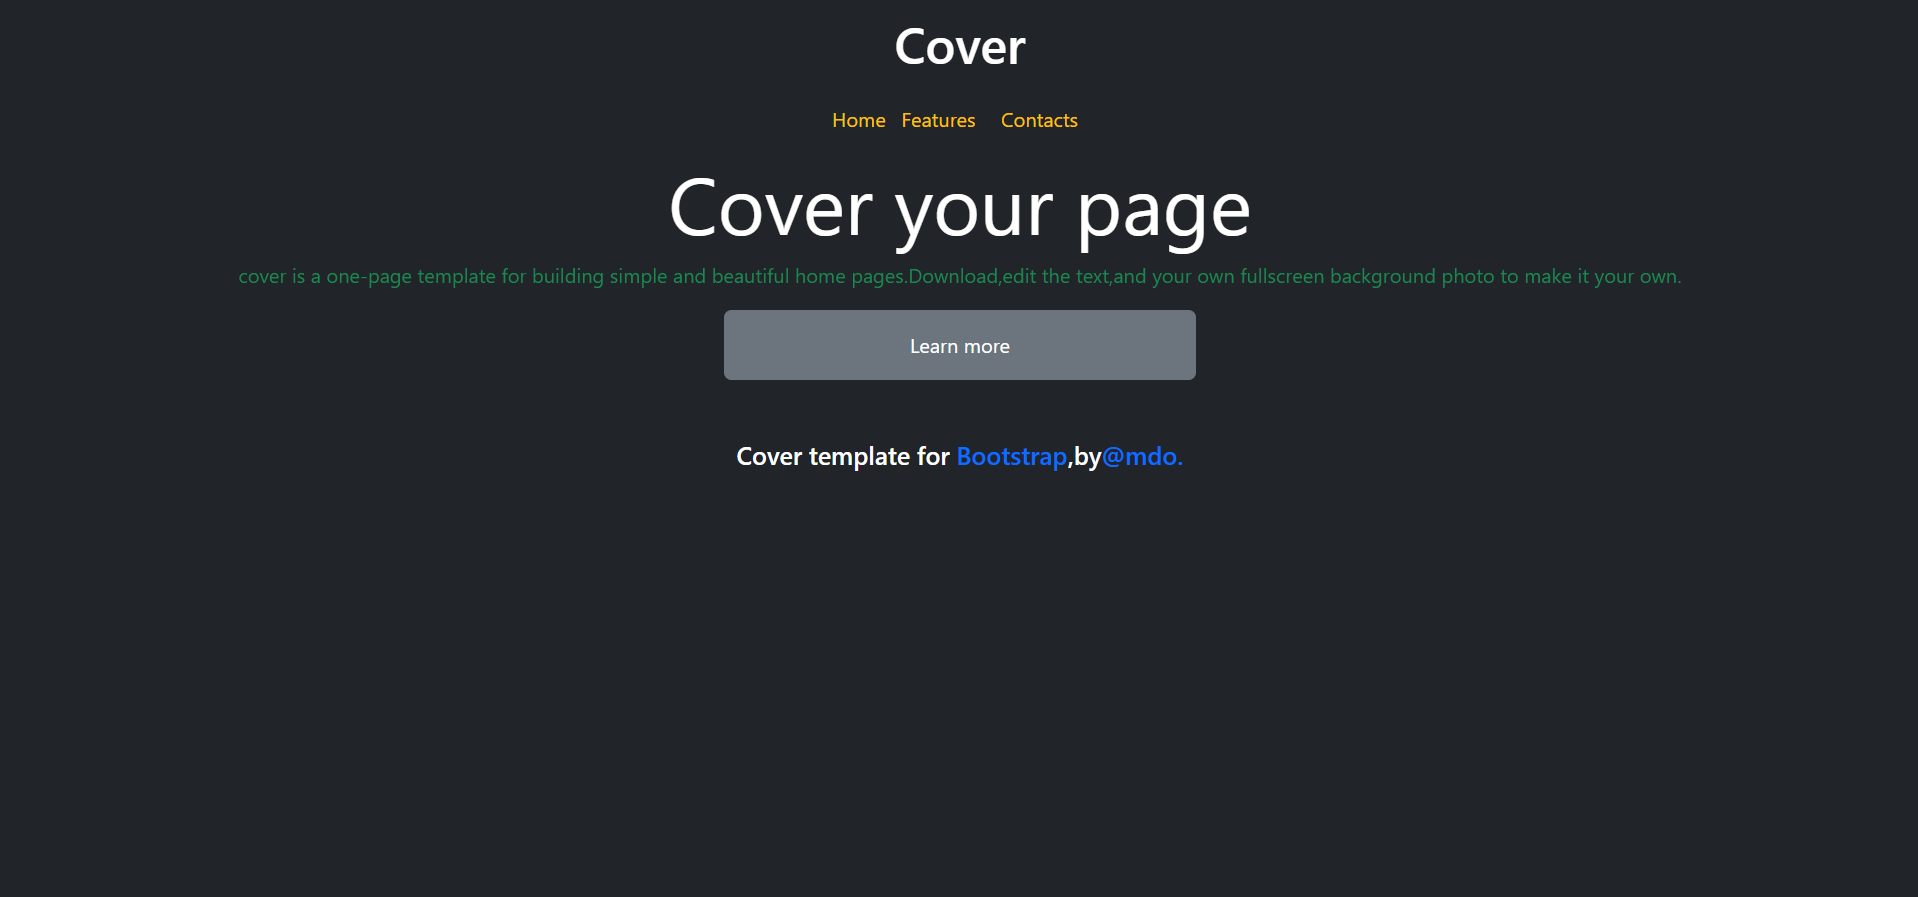 Cover
Home Features Contacts
Cover your page
cover is a one-page template for building simple and beautiful home pages.Download,edit the text,and your own fullscreen background photo to make it your own.
Learn more
Cover template for Bootstrap,by@mdo.